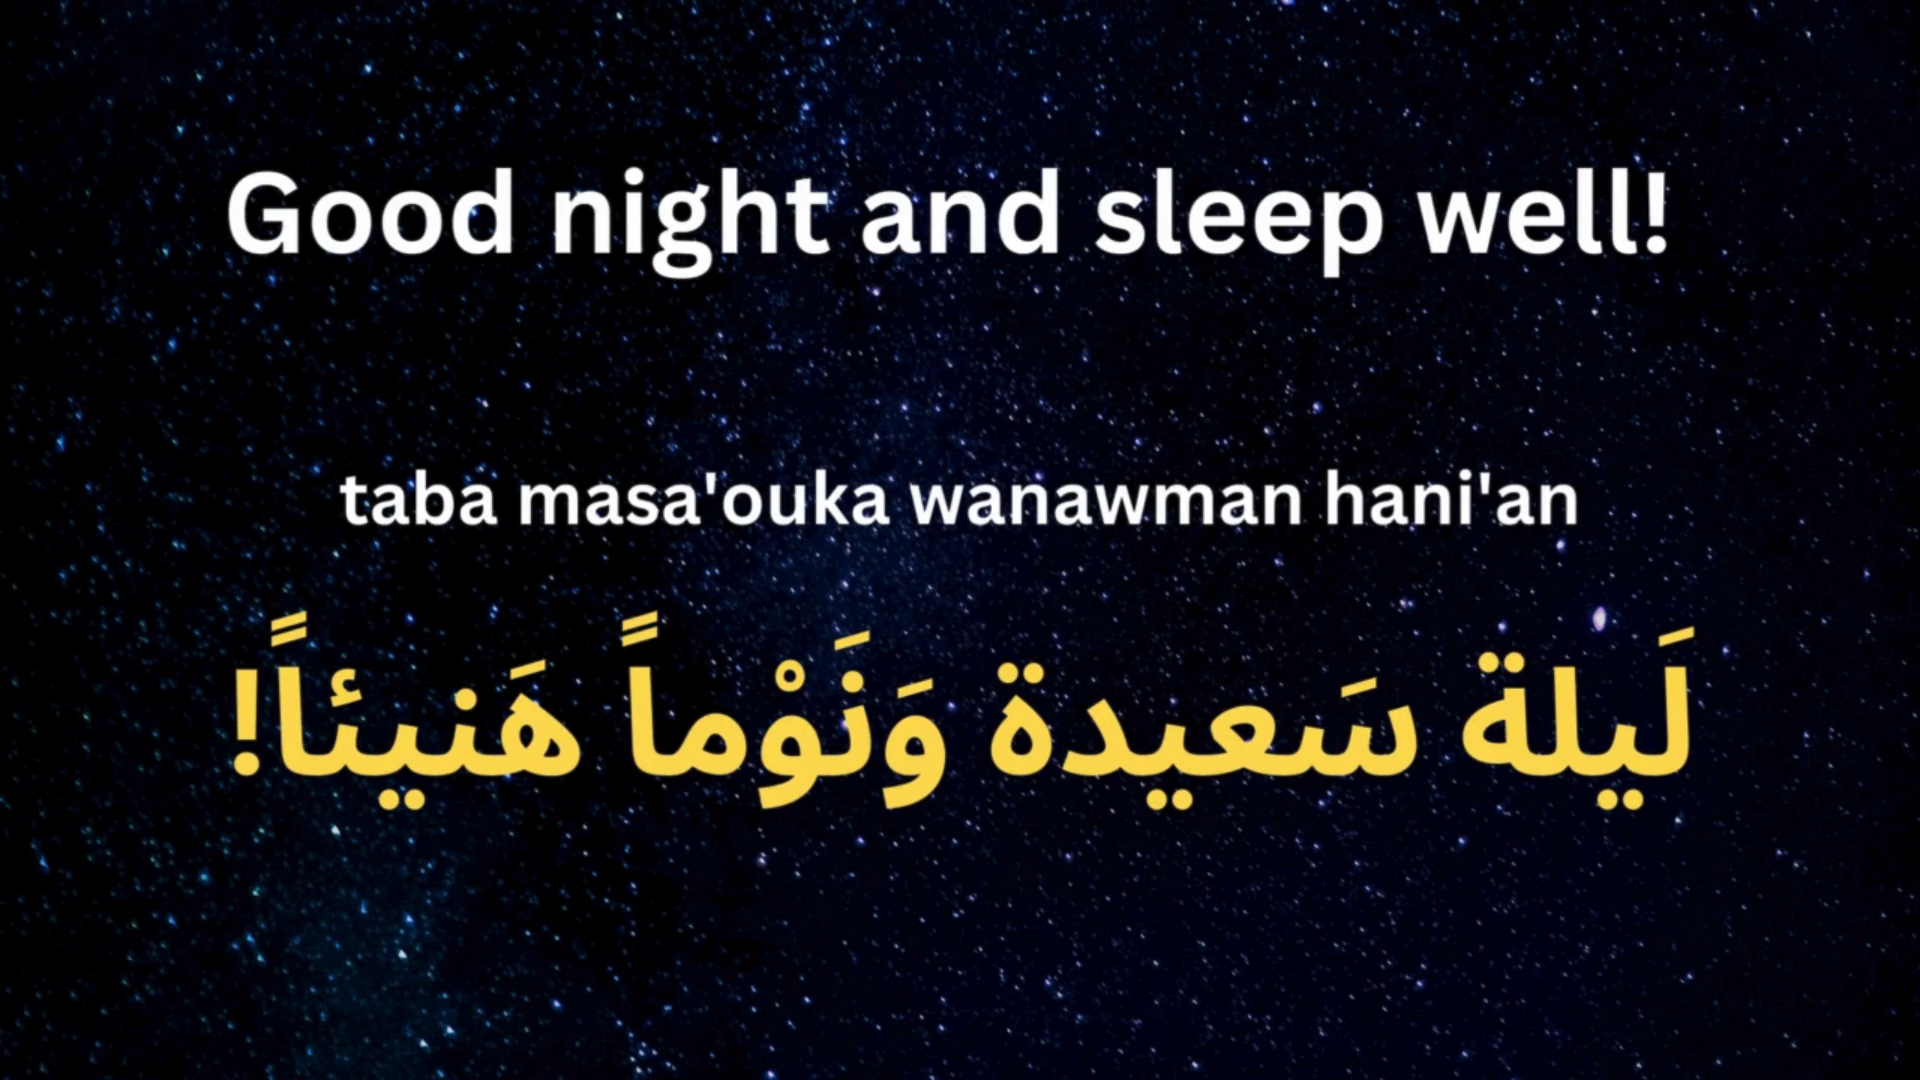 Good night and sleep well!
taba masa'ouka wanawman hani'an
لَيلة سَعيدة وَنَوْماً هَنيئاً!